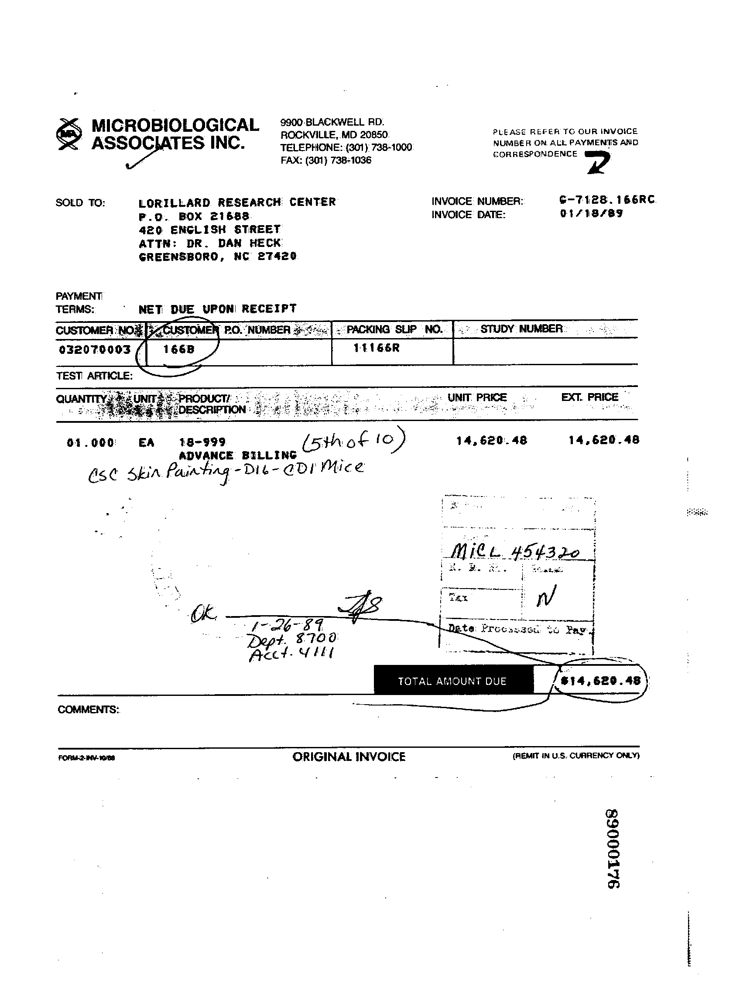 MICROBIOLOGICAL
ASSOCIATES INC.
9900 BLACKWELL RD.
ROCKVILLE, MD 20850
TELEPHONE: (301) 738-1000
FAX: (301) 738-1036
PLEASE REFER TO OUR INVOICE
NUMBER ON ALL PAYMENTS AND
CORRESPONDENCE
SOLD TO:
LORILLARD RESEARCH CENTER
P.O. BOX 21688
420 ENGLISH STREET
ATTN: DR. DAN HECK
GREENSBORO, NC 27420
INVOICE NUMBER: G-7128.166RC
INVOICE DATE: 01/18/89
PAYMENT
TERMS: NET DUE UPON RECEIPT
CUSTOMER NO. CUSTOMER P.O. NUMBER PACKING SLIP NO. STUDY NUMBER
032070003 166B 11166R
TEST ARTICLE:
QUANTITY UNIT PRODUCT/ UNIT PRICE EXT. PRICE
DESCRIPTION
01.000 EA 18-999 (5th of 10) 14,620.48 14,620.48
ADVANCE BILLING
CSC Skin Painting-D16-CD1 Mice
MICL 454320
Tax N
Date Processed to Pay
OK
1-26-89
Dept. 8700
Acct. 4111
TOTAL AMOUNT DUE $14,620.48
COMMENTS:
FORM-2-INV-10/88 ORIGINAL INVOICE (REMIT IN U.S. CURRENCY ONLY)
89000176